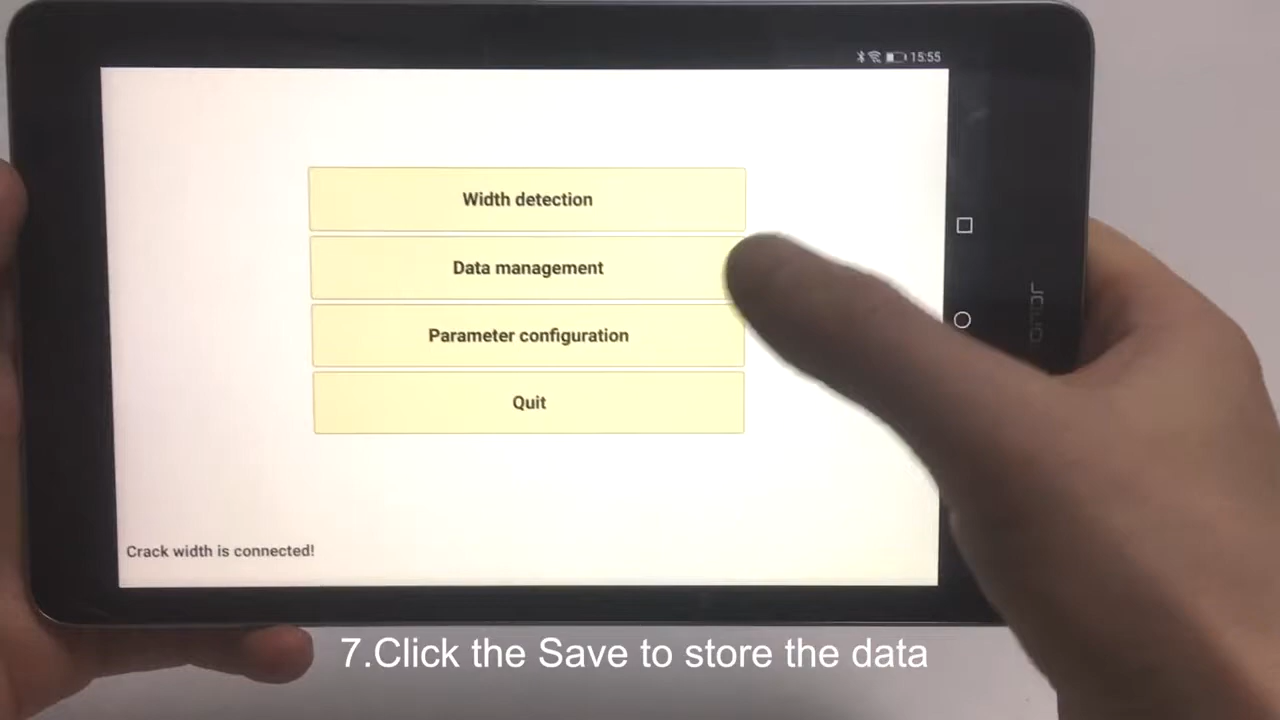 15:55
Width detection
Data management
Parameter configuration
Quit
Crack width is connected!
7.Click the Save to store the data